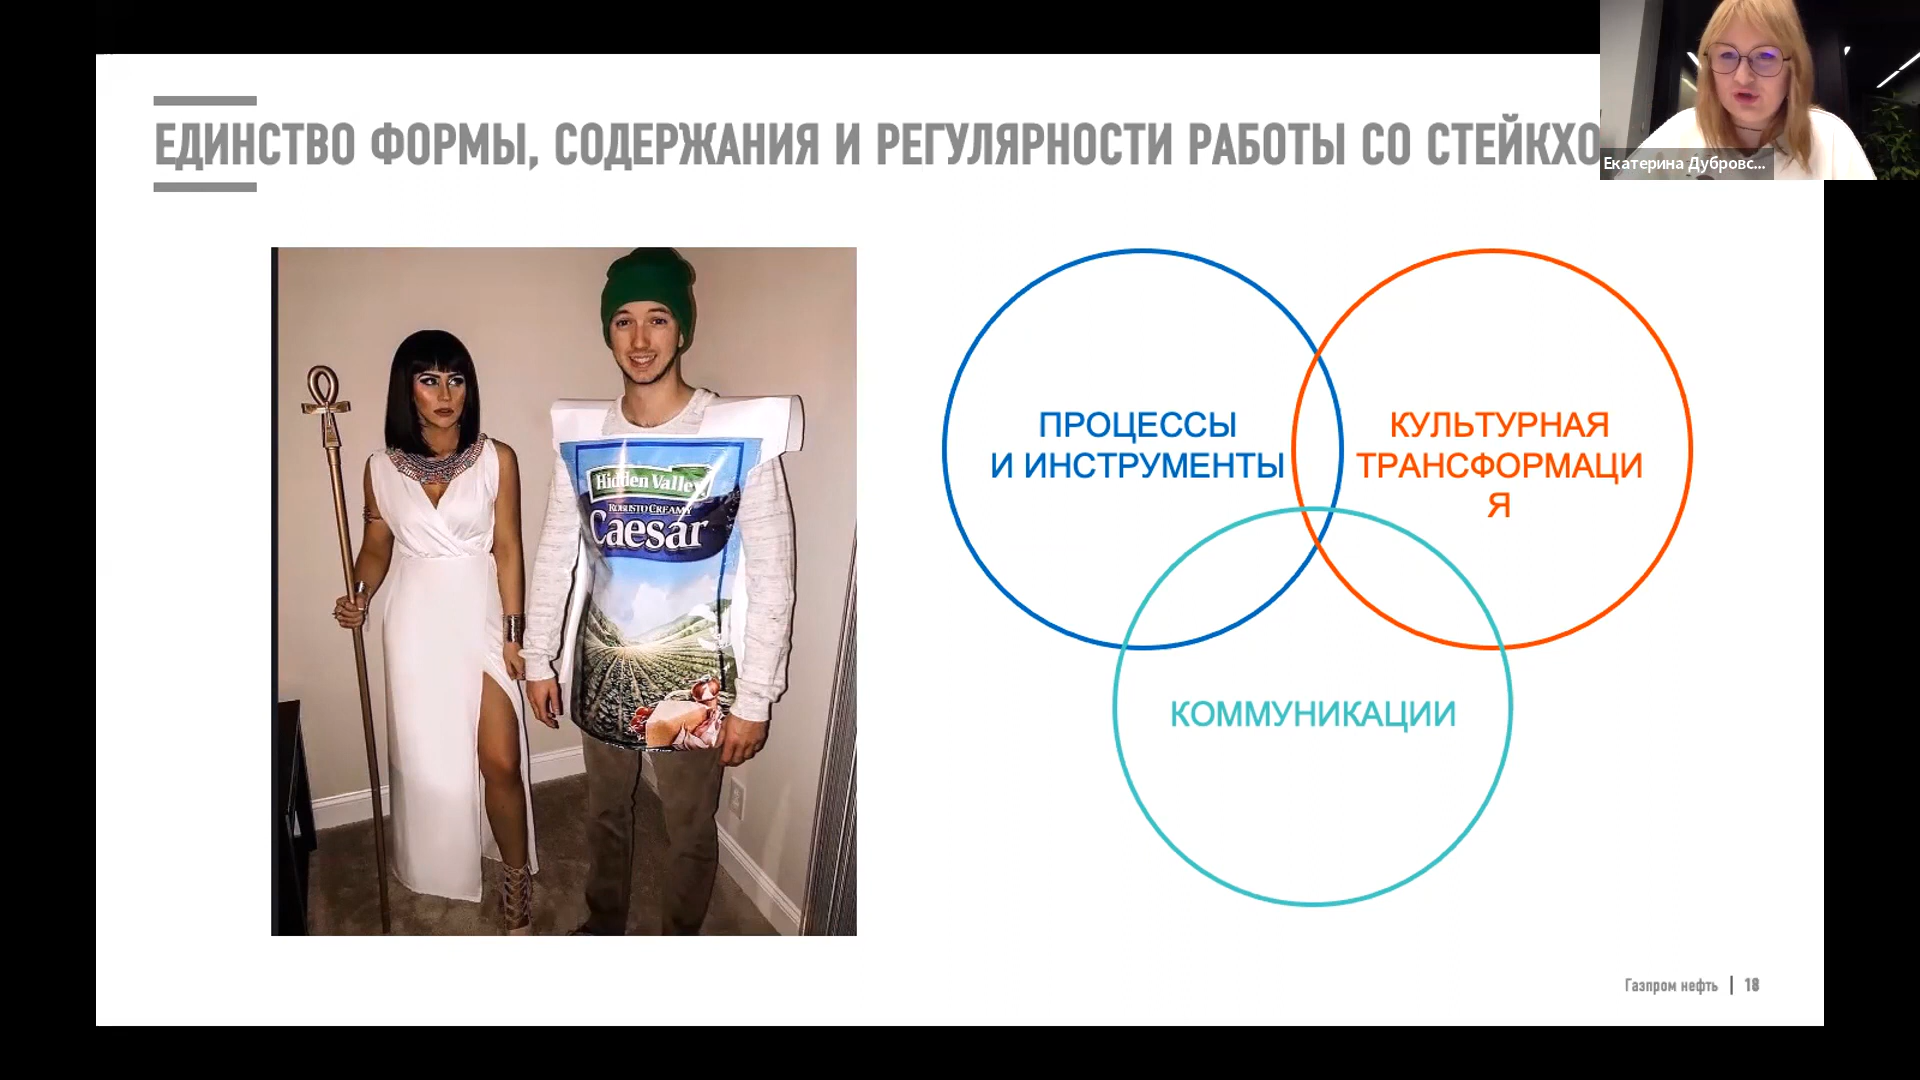 ЕДИНСТВО ФОРМЫ, СОДЕРЖАНИЯ И РЕГУЛЯРНОСТИ РАБОТЫ СО СТЕЙКХО
Екатерина Дубровс...
Hidden Valley
ROBUSTO CREAMY
Caesar
ПРОЦЕССЫ
И ИНСТРУМЕНТЫ
КУЛЬТУРНАЯ
ТРАНСФОРМАЦИ
Я
КОММУНИКАЦИИ
Газпром нефть | 18